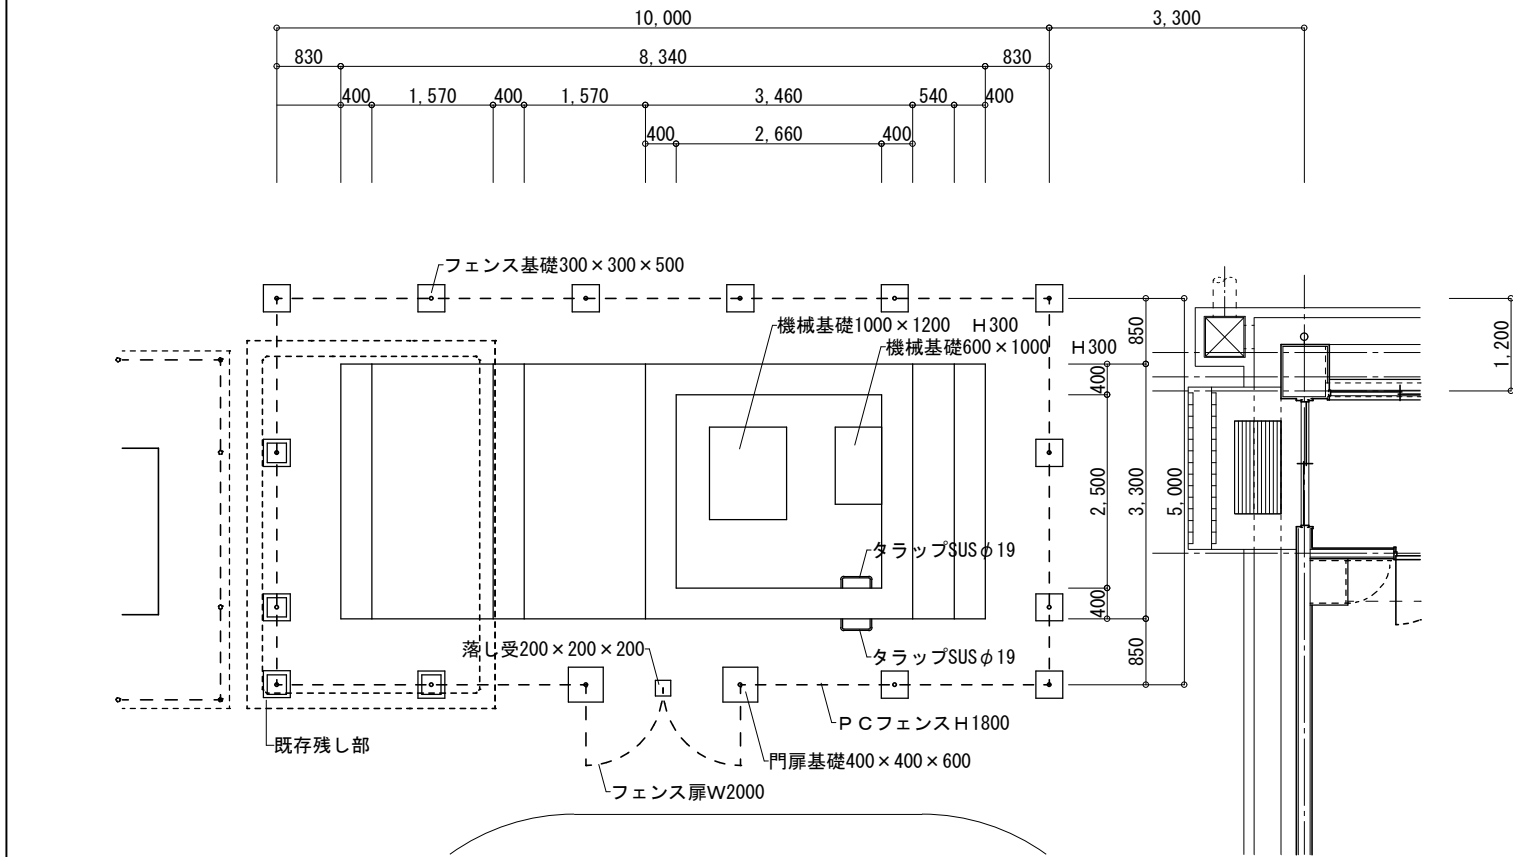 10,000
3,300
830
8,340
830
400
1,570
400
1,570
3,460
540
400
400
2,660
400
フェンス基礎300×300×500
機械基礎1000×1200　H300
機械基礎600×1000　H300
850
400
1,200
2,500
3,300
5,000
タラップSUSφ19
400
落し受200×200×200
タラップSUSφ19
850
PCフェンスH1800
既存残し部
門扉基礎400×400×600
フェンス扉W2000